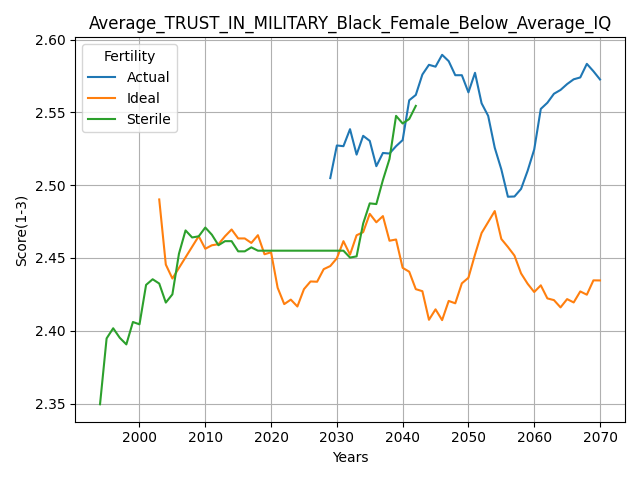 Average_TRUST_IN_MILITARY_Black_Female_Below_Average_IQ
Fertility
Actual
Ideal
Sterile
Score(1-3)
2.60
2.55
2.50
2.45
2.40
2.35
2000
2010
2020
2030
2040
2050
2060
2070
Years